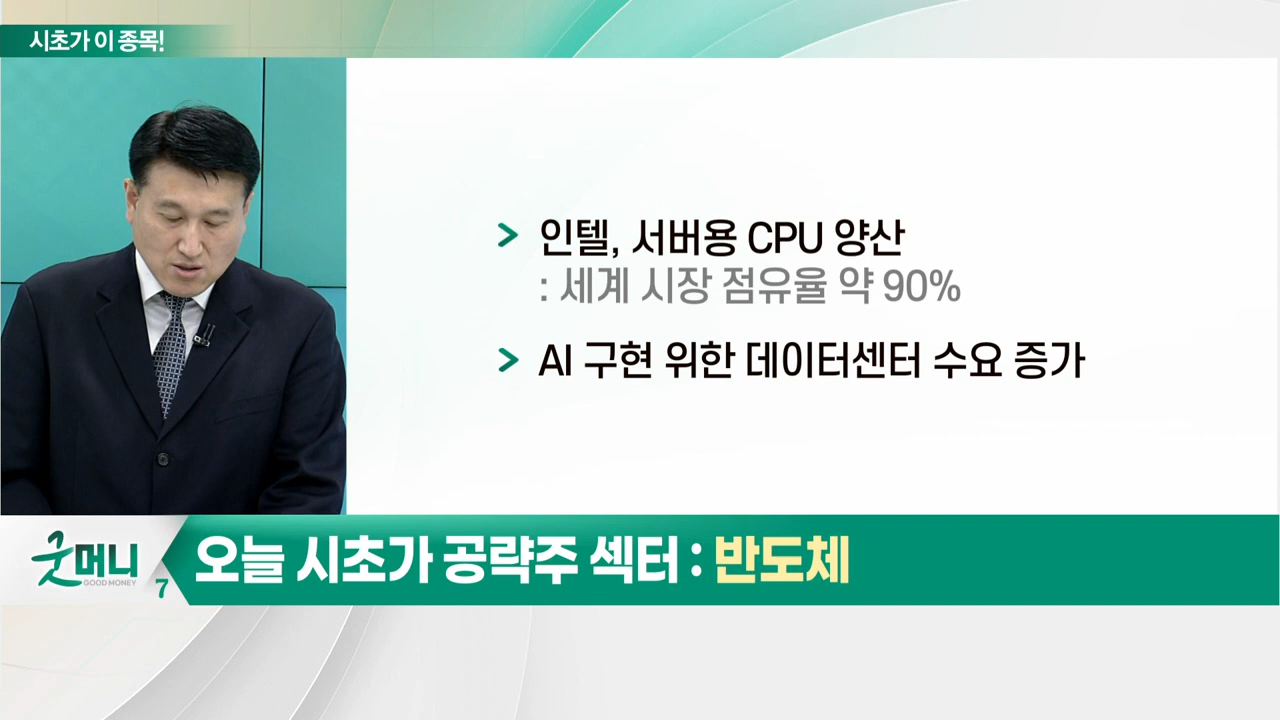 시초가 이 종목!
> 인텔, 서버용 CPU 양산
: 세계 시장 점유율 약 90%
> AI 구현 위한 데이터센터 수요 증가
굿머니
GOOD MONEY
7
오늘 시초가 공략주 섹터 : 반도체